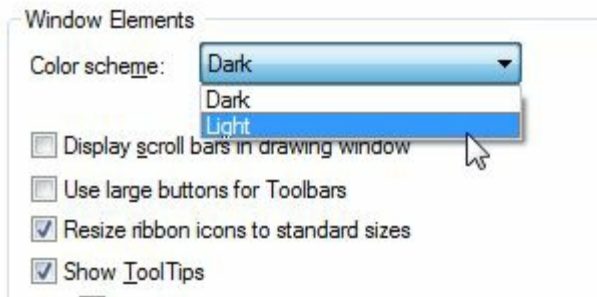 Window Elements
Color scheme: Dark
Dark
Light
Display scroll bars in drawing window
Use large buttons for Toolbars
Resize ribbon icons to standard sizes
Show ToolTips